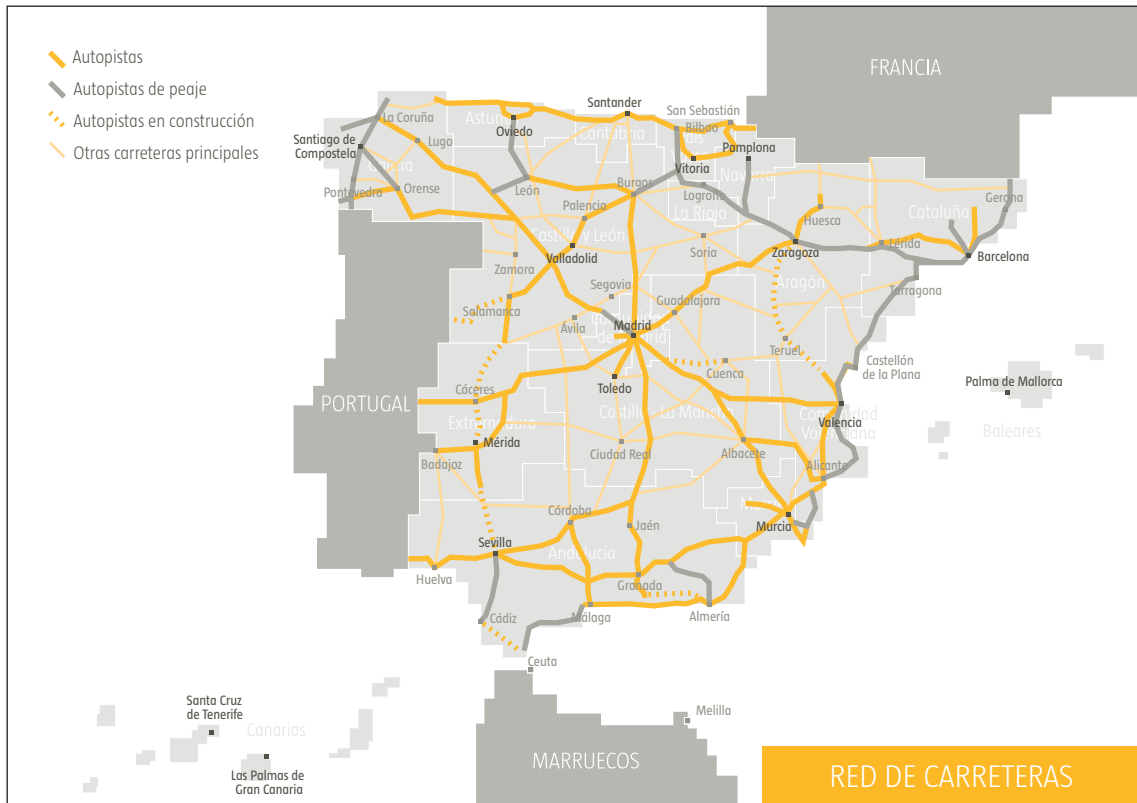 FRANCIA
Autopistas
Autopistas de peaje
Autopistas en construcción
Otras carreteras principales
Santander
San Sebastián
La Coruña
Asturias
Oviedo
Cantabria
Bilbao
País
Santiago de
Compostela
Lugo
Galicia
Vitoria
Pamplona
Navarra
Pontevedra
Orense
León
Burgos
Logroño
La Rioja
Palencia
Huesca
Cataluña
Gerona
Castilla y León
Valladolid
Zaragoza
Lérida
Barcelona
Zamora
Soria
Aragón
Tarragona
Segovia
Guadalajara
Salamanca
Ávila
Madrid
de Madrid
Teruel
Castellón
de la Plana
Cuenca
Toledo
Palma de Mallorca
Cáceres
PORTUGAL
Castilla - La Mancha
Extremadura
Valencia
Comunidad
Valenciana
Baleares
Mérida
Badajoz
Ciudad Real
Albacete
Alicante
Murcia
Murcia
Córdoba
Jaén
Sevilla
Andalucía
Huelva
Granada
Cádiz
Málaga
Almería
Ceuta
Melilla
Santa Cruz
de Tenerife
Canarias
Las Palmas de
Gran Canaria
MARRUECOS
RED DE CARRETERAS